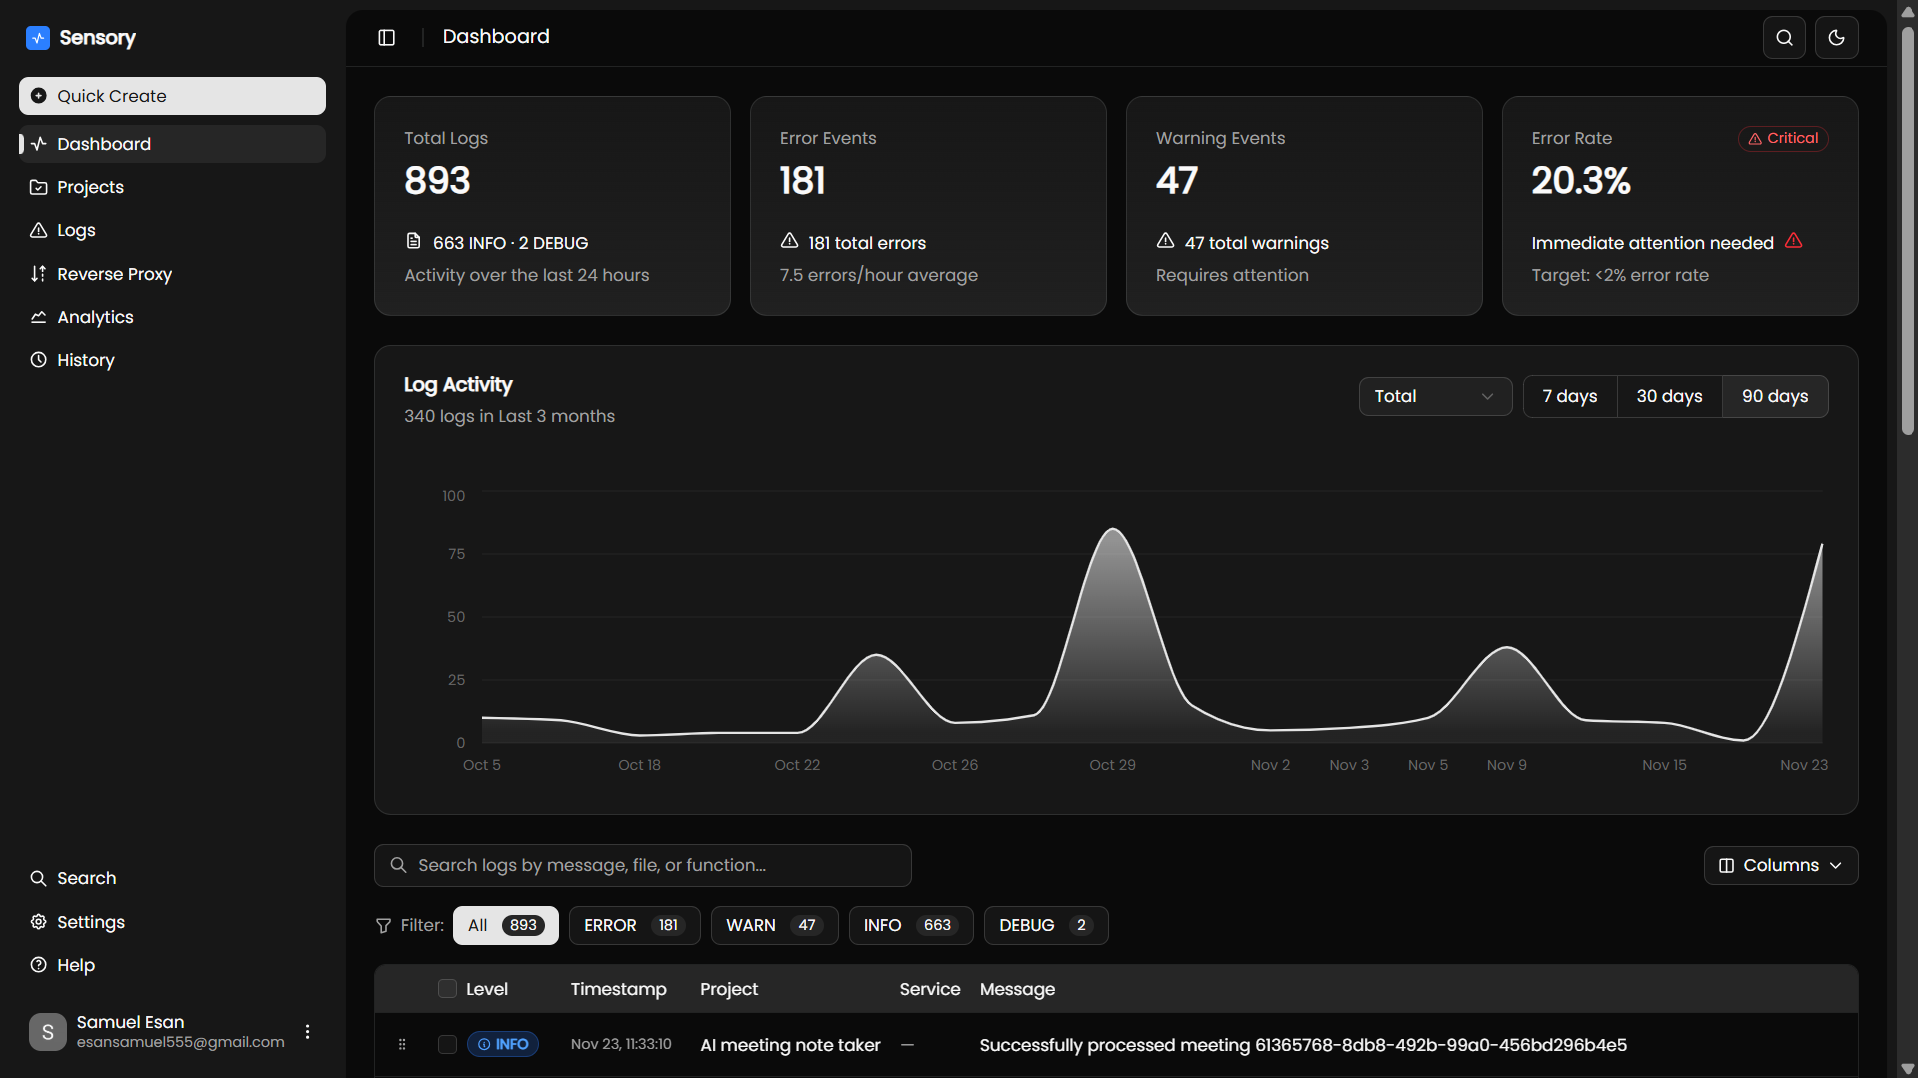 Sensory
Quick Create
Dashboard
Projects
Logs
Reverse Proxy
Analytics
History
Search
Settings
Help
S
Samuel Esan
esansamuel555@gmail.com
Dashboard
Total Logs
893
663 INFO · 2 DEBUG
Activity over the last 24 hours
Error Events
181
181 total errors
7.5 errors/hour average
Warning Events
47
47 total warnings
Requires attention
Error Rate
Critical
20.3%
Immediate attention needed
Target: <2% error rate
Log Activity
340 logs in Last 3 months
Total
7 days 30 days 90 days
100
75
50
25
0
Oct 5 Oct 18 Oct 22 Oct 26 Oct 29 Nov 2 Nov 3 Nov 5 Nov 9 Nov 15 Nov 23
Search logs by message, file, or function...
Columns
Filter: All 893 ERROR 181 WARN 47 INFO 663 DEBUG 2
Level Timestamp Project Service Message
INFO Nov 23, 11:33:10 AI meeting note taker — Successfully processed meeting 61365768-8db8-492b-99a0-456bd296b4e5